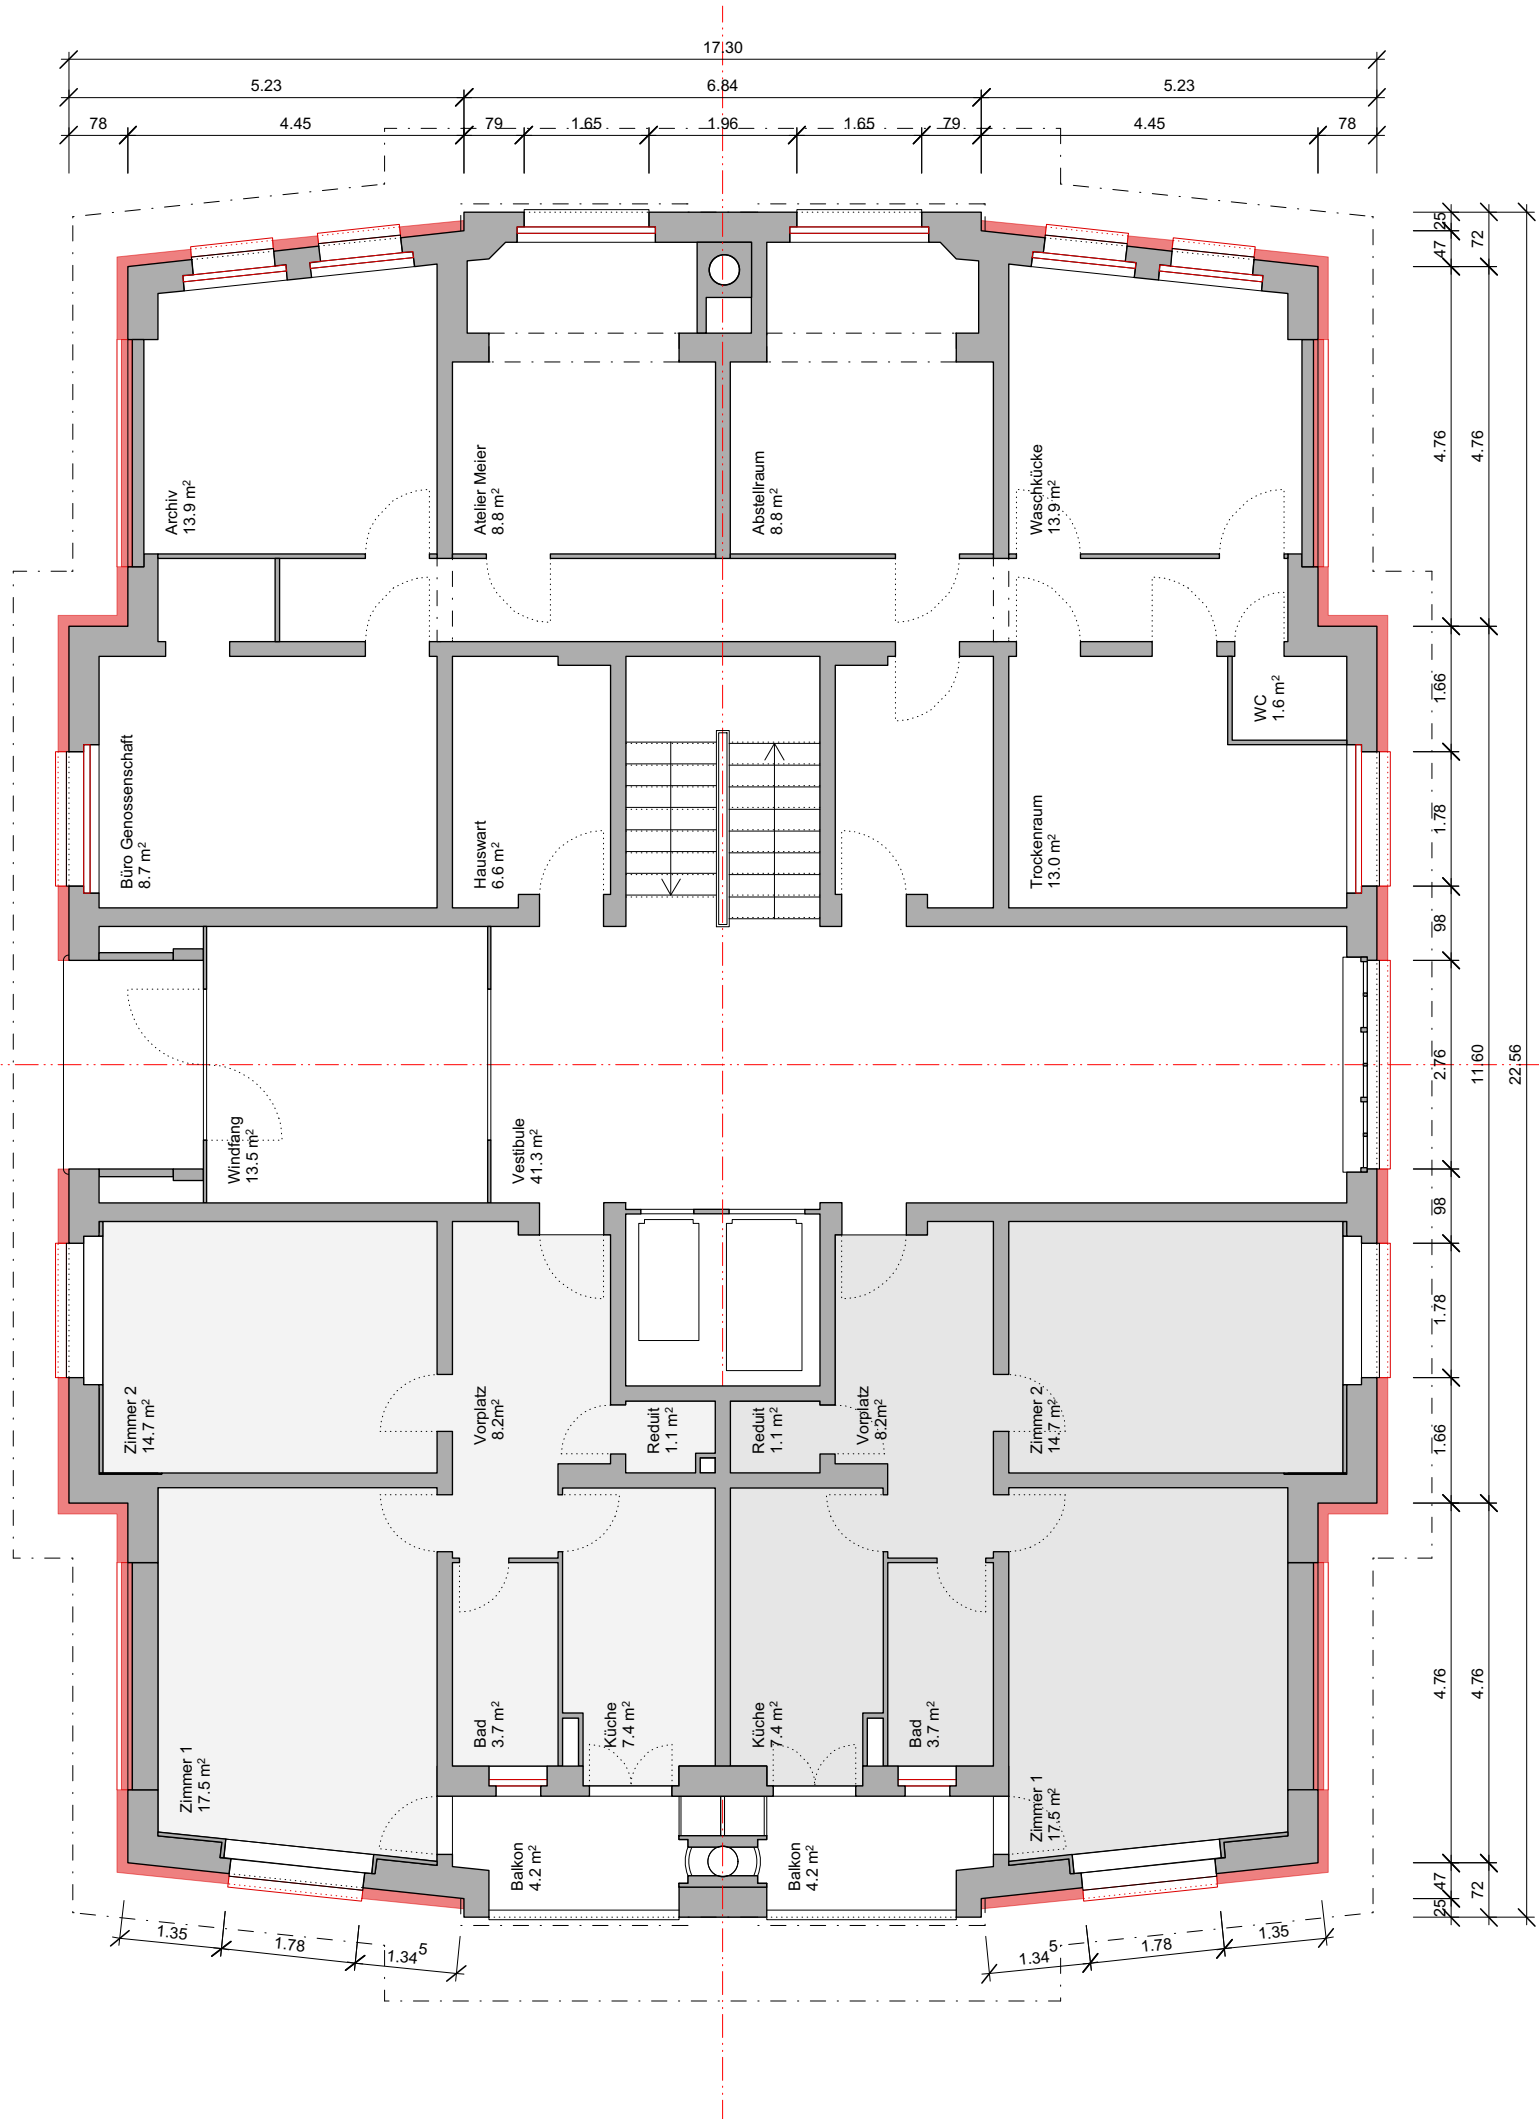 17.30
5.23
6.84
5.23
78
4.45
79
1.65
1.96
1.65
79
4.45
78
25
47
72
4.76
4.76
1.66
1.78
98
2.76
11.60
22.56
98
1.78
1.66
4.76
4.76
47
25
72
Archiv
13.9 m²
Atelier Meier
8.8 m²
Abstellraum
8.8 m²
Waschkücke
13.9 m²
Büro Genossenschaft
8.7 m²
Hauswart
6.6 m²
Trockenraum
13.0 m²
WC
1.6 m²
Windfang
13.5 m²
Vestibule
41.3 m²
Zimmer 2
14.7 m²
Vorplatz
8.2m²
Reduit
1.1 m²
Reduit
1.1 m²
Vorplatz
8.2m²
Zimmer 2
14.7 m²
Zimmer 1
17.5 m²
Bad
3.7 m²
Küche
7.4 m²
Küche
7.4 m²
Bad
3.7 m²
Zimmer 1
17.5 m²
Balkon
4.2 m²
Balkon
4.2 m²
1.35
1.78
1.34⁵
1.34⁵
1.78
1.35